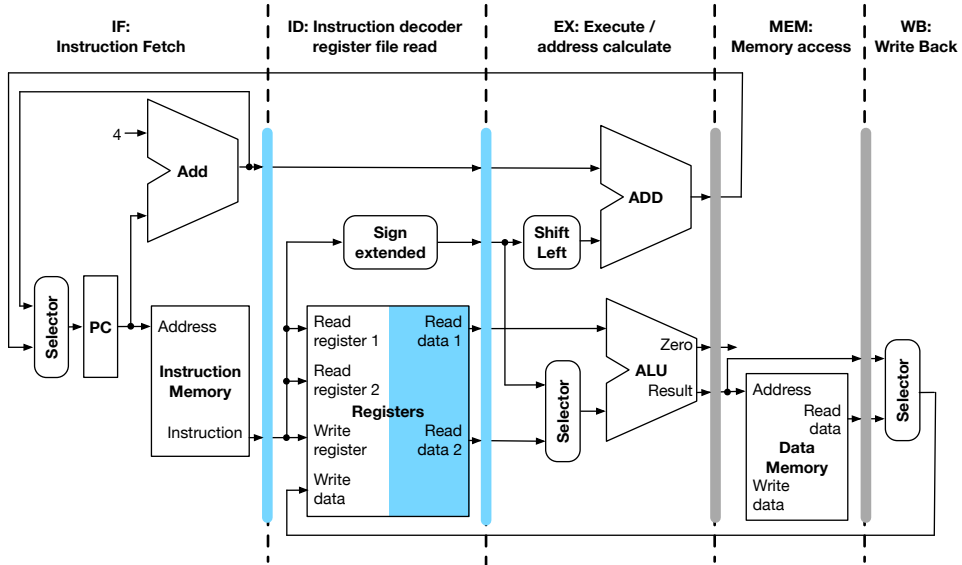 IF:
Instruction Fetch
ID: Instruction decoder
register file read
EX: Execute /
address calculate
MEM:
Memory access
WB:
Write Back
4
Add
ADD
Sign
extended
Shift
Left
Selector
PC
Address
Instruction
Memory
Instruction
Read
register 1
Read
register 2
Registers
Write
register
Write
data
Read
data 1
Read
data 2
Selector
Zero
ALU
Result
Address
Read
data
Data
Memory
Write
data
Selector